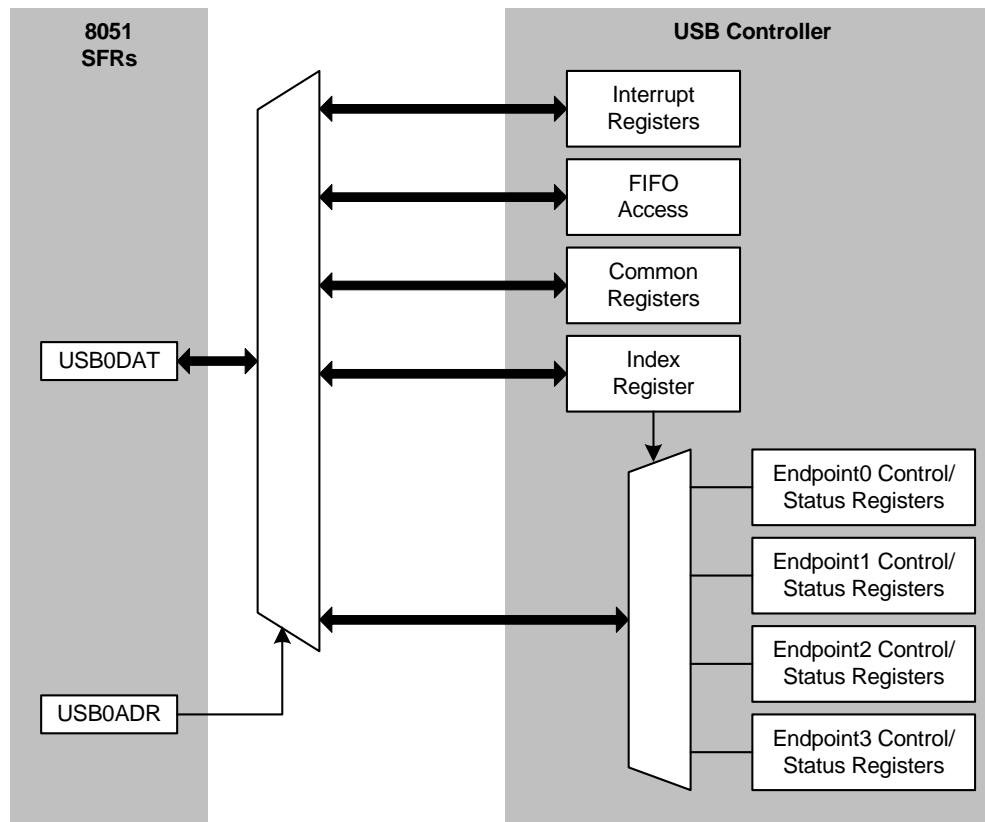 8051
SFRs
USB Controller
Interrupt
Registers
FIFO
Access
Common
Registers
USB0DAT
Index
Register
Endpoint0 Control/
Status Registers
Endpoint1 Control/
Status Registers
Endpoint2 Control/
Status Registers
USB0ADR
Endpoint3 Control/
Status Registers